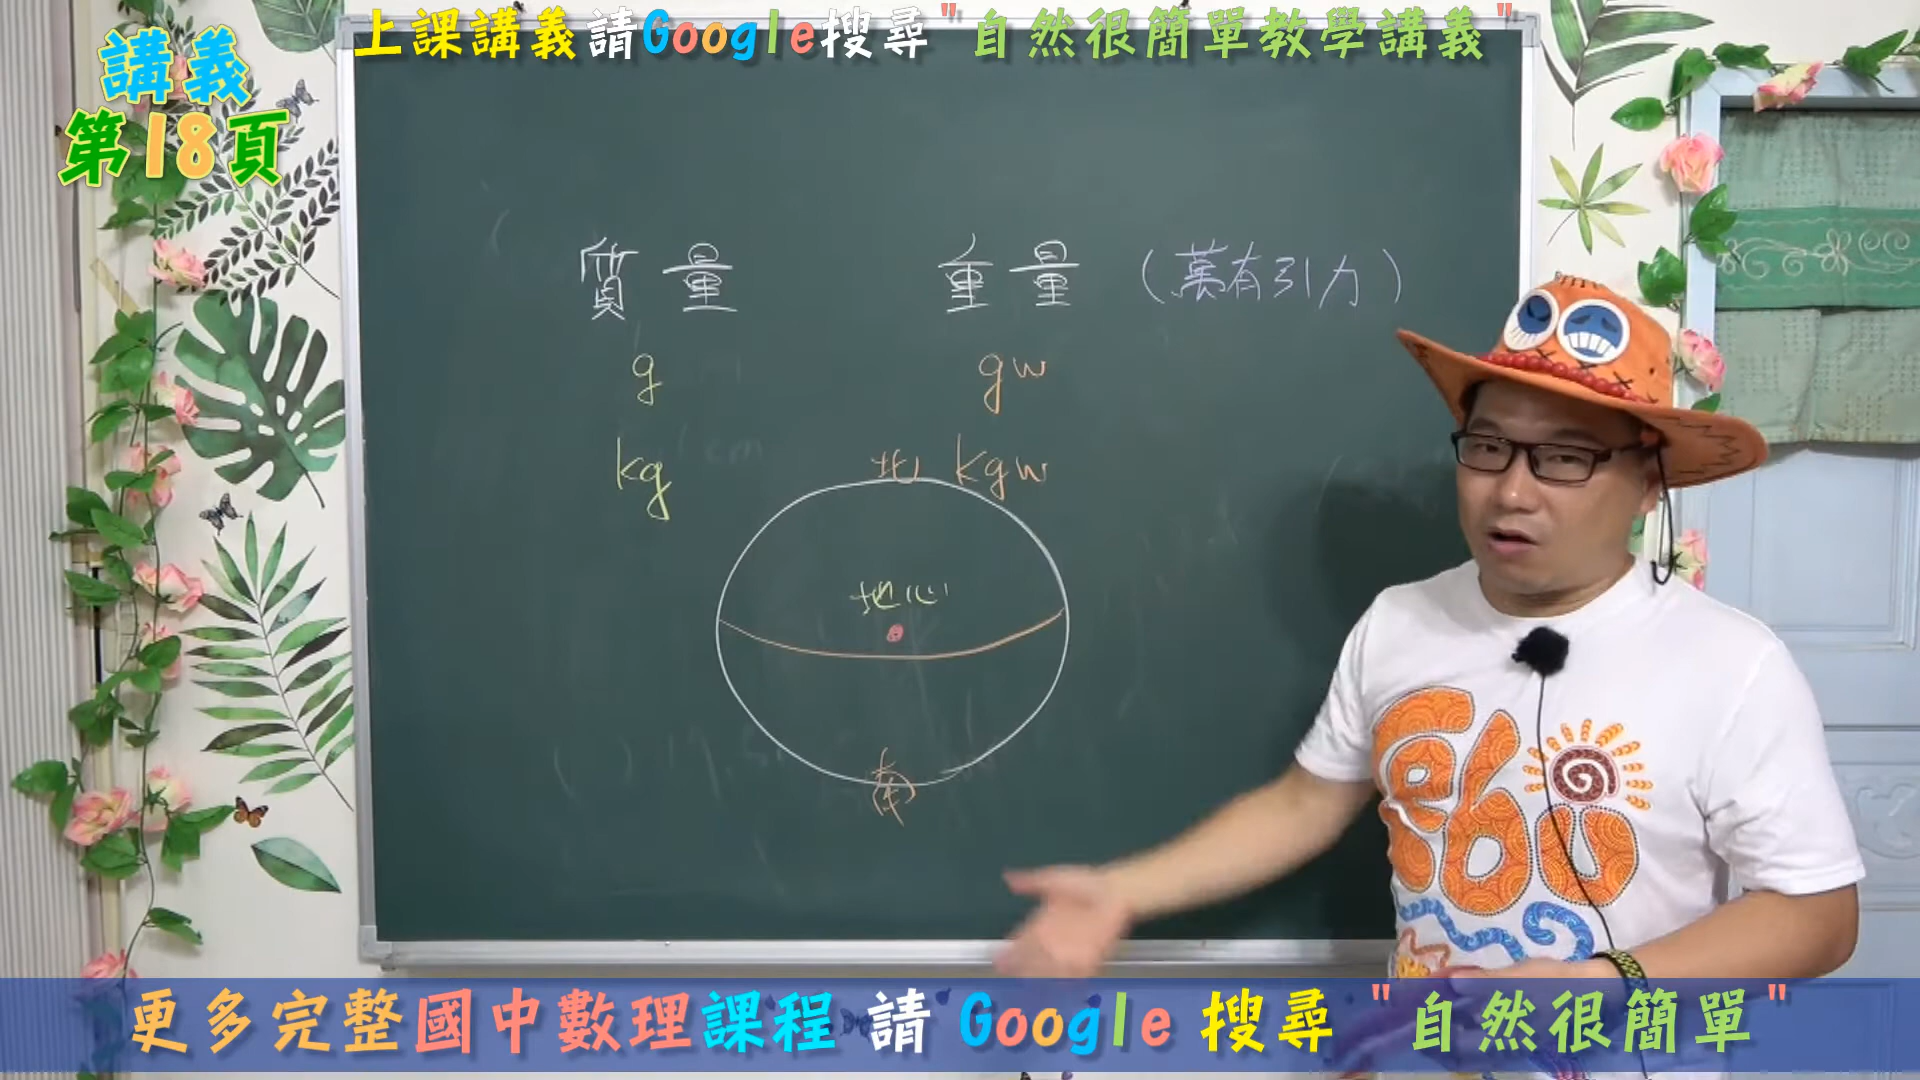 上課講義請Google搜尋"自然很簡單教學講義"
講義
第18頁
質量 重量 (萬有引力)
g gw
kg kgw
北
地心
南
ebu
更多完整國中數理課程 請 Google 搜尋 "自然很簡單"